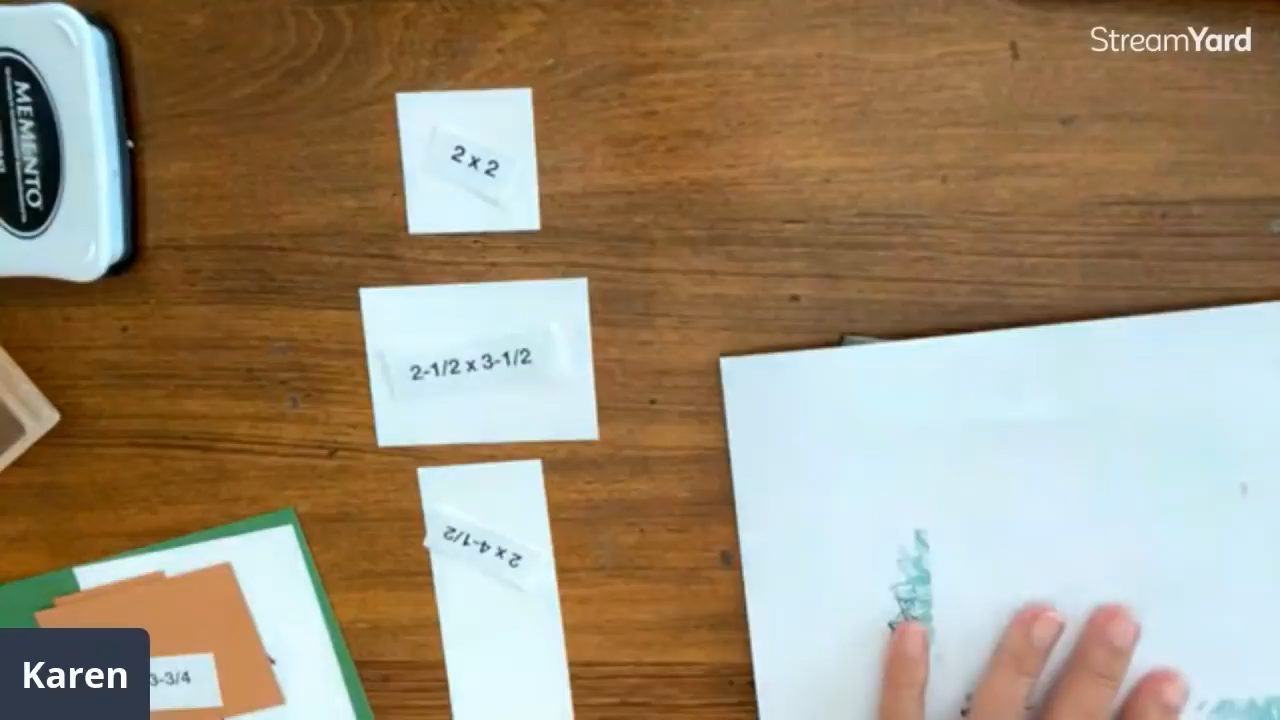 StreamYard
MEMENTO
2 x 2
2-1/2 x 3-1/2
2 x 4-1/2
3-3/4
Karen